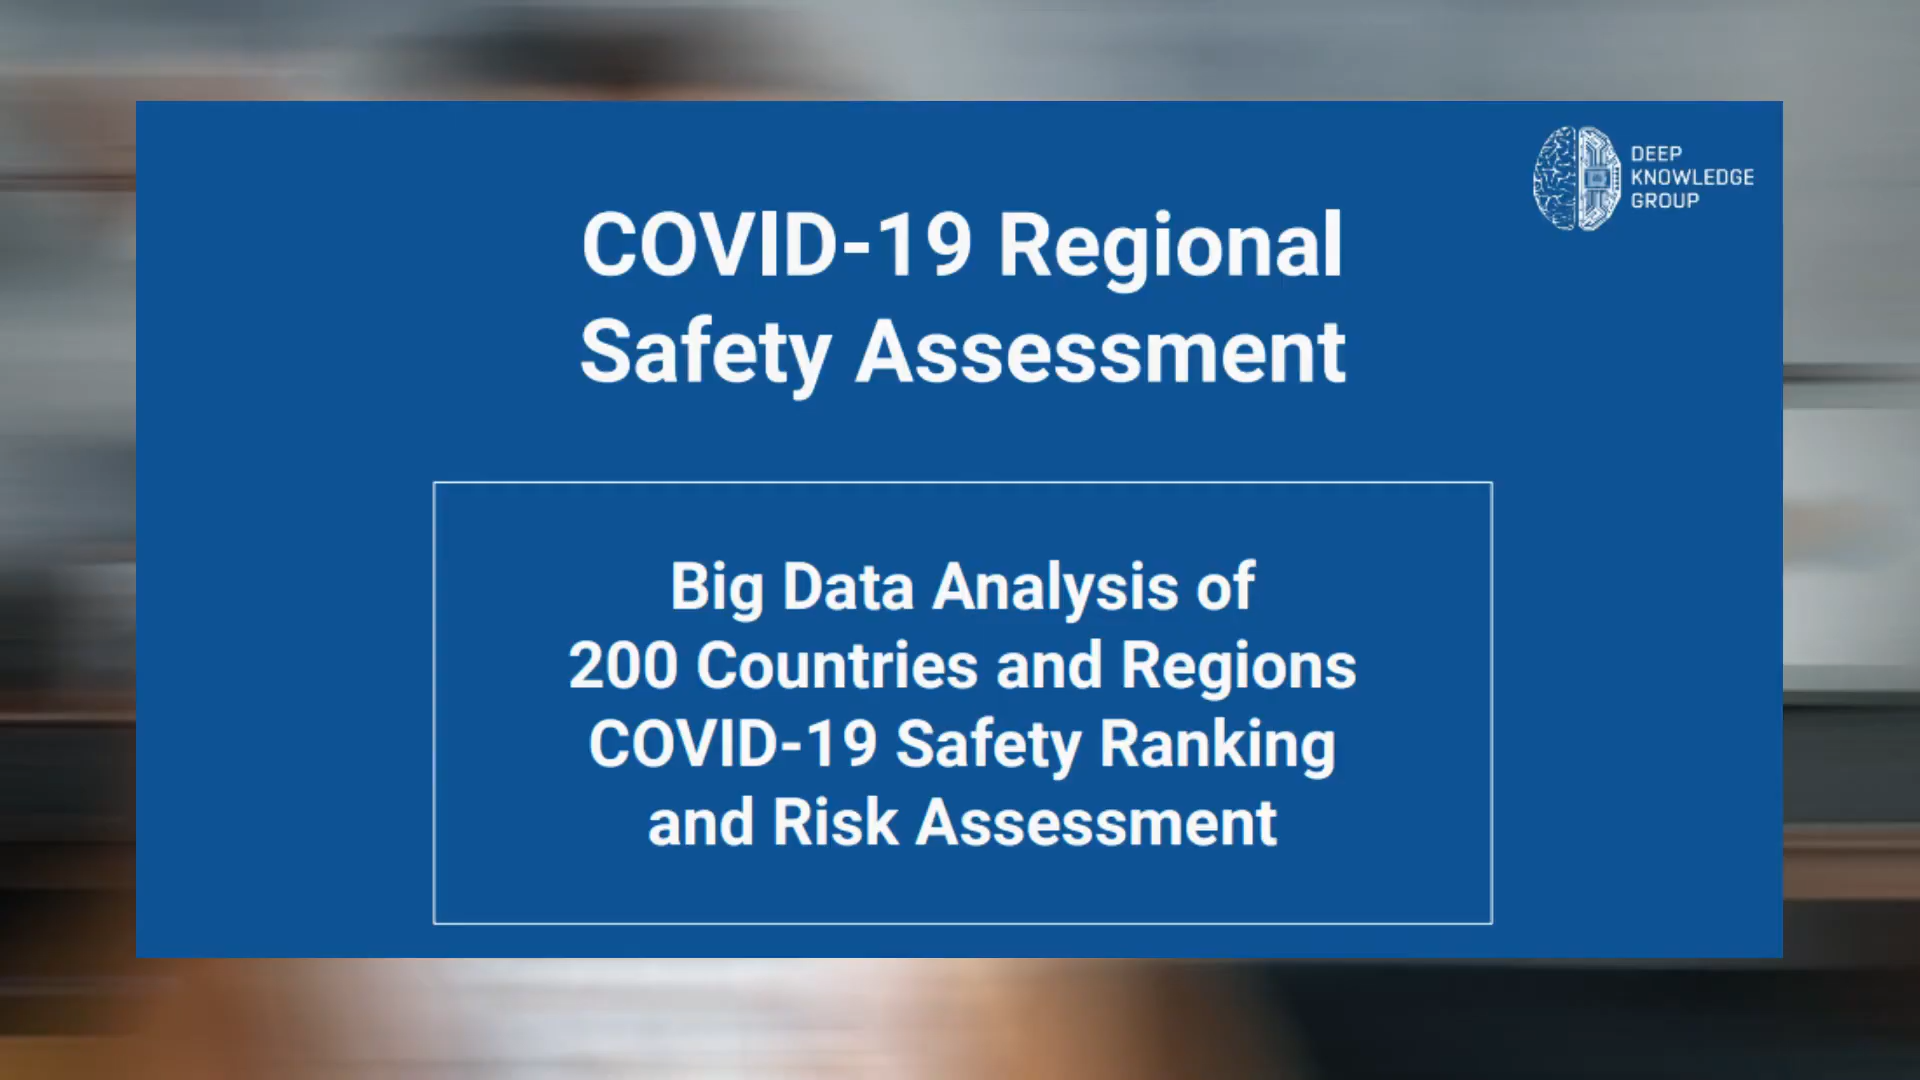 DEEP
KNOWLEDGE
GROUP
COVID-19 Regional
Safety Assessment
Big Data Analysis of
200 Countries and Regions
COVID-19 Safety Ranking
and Risk Assessment